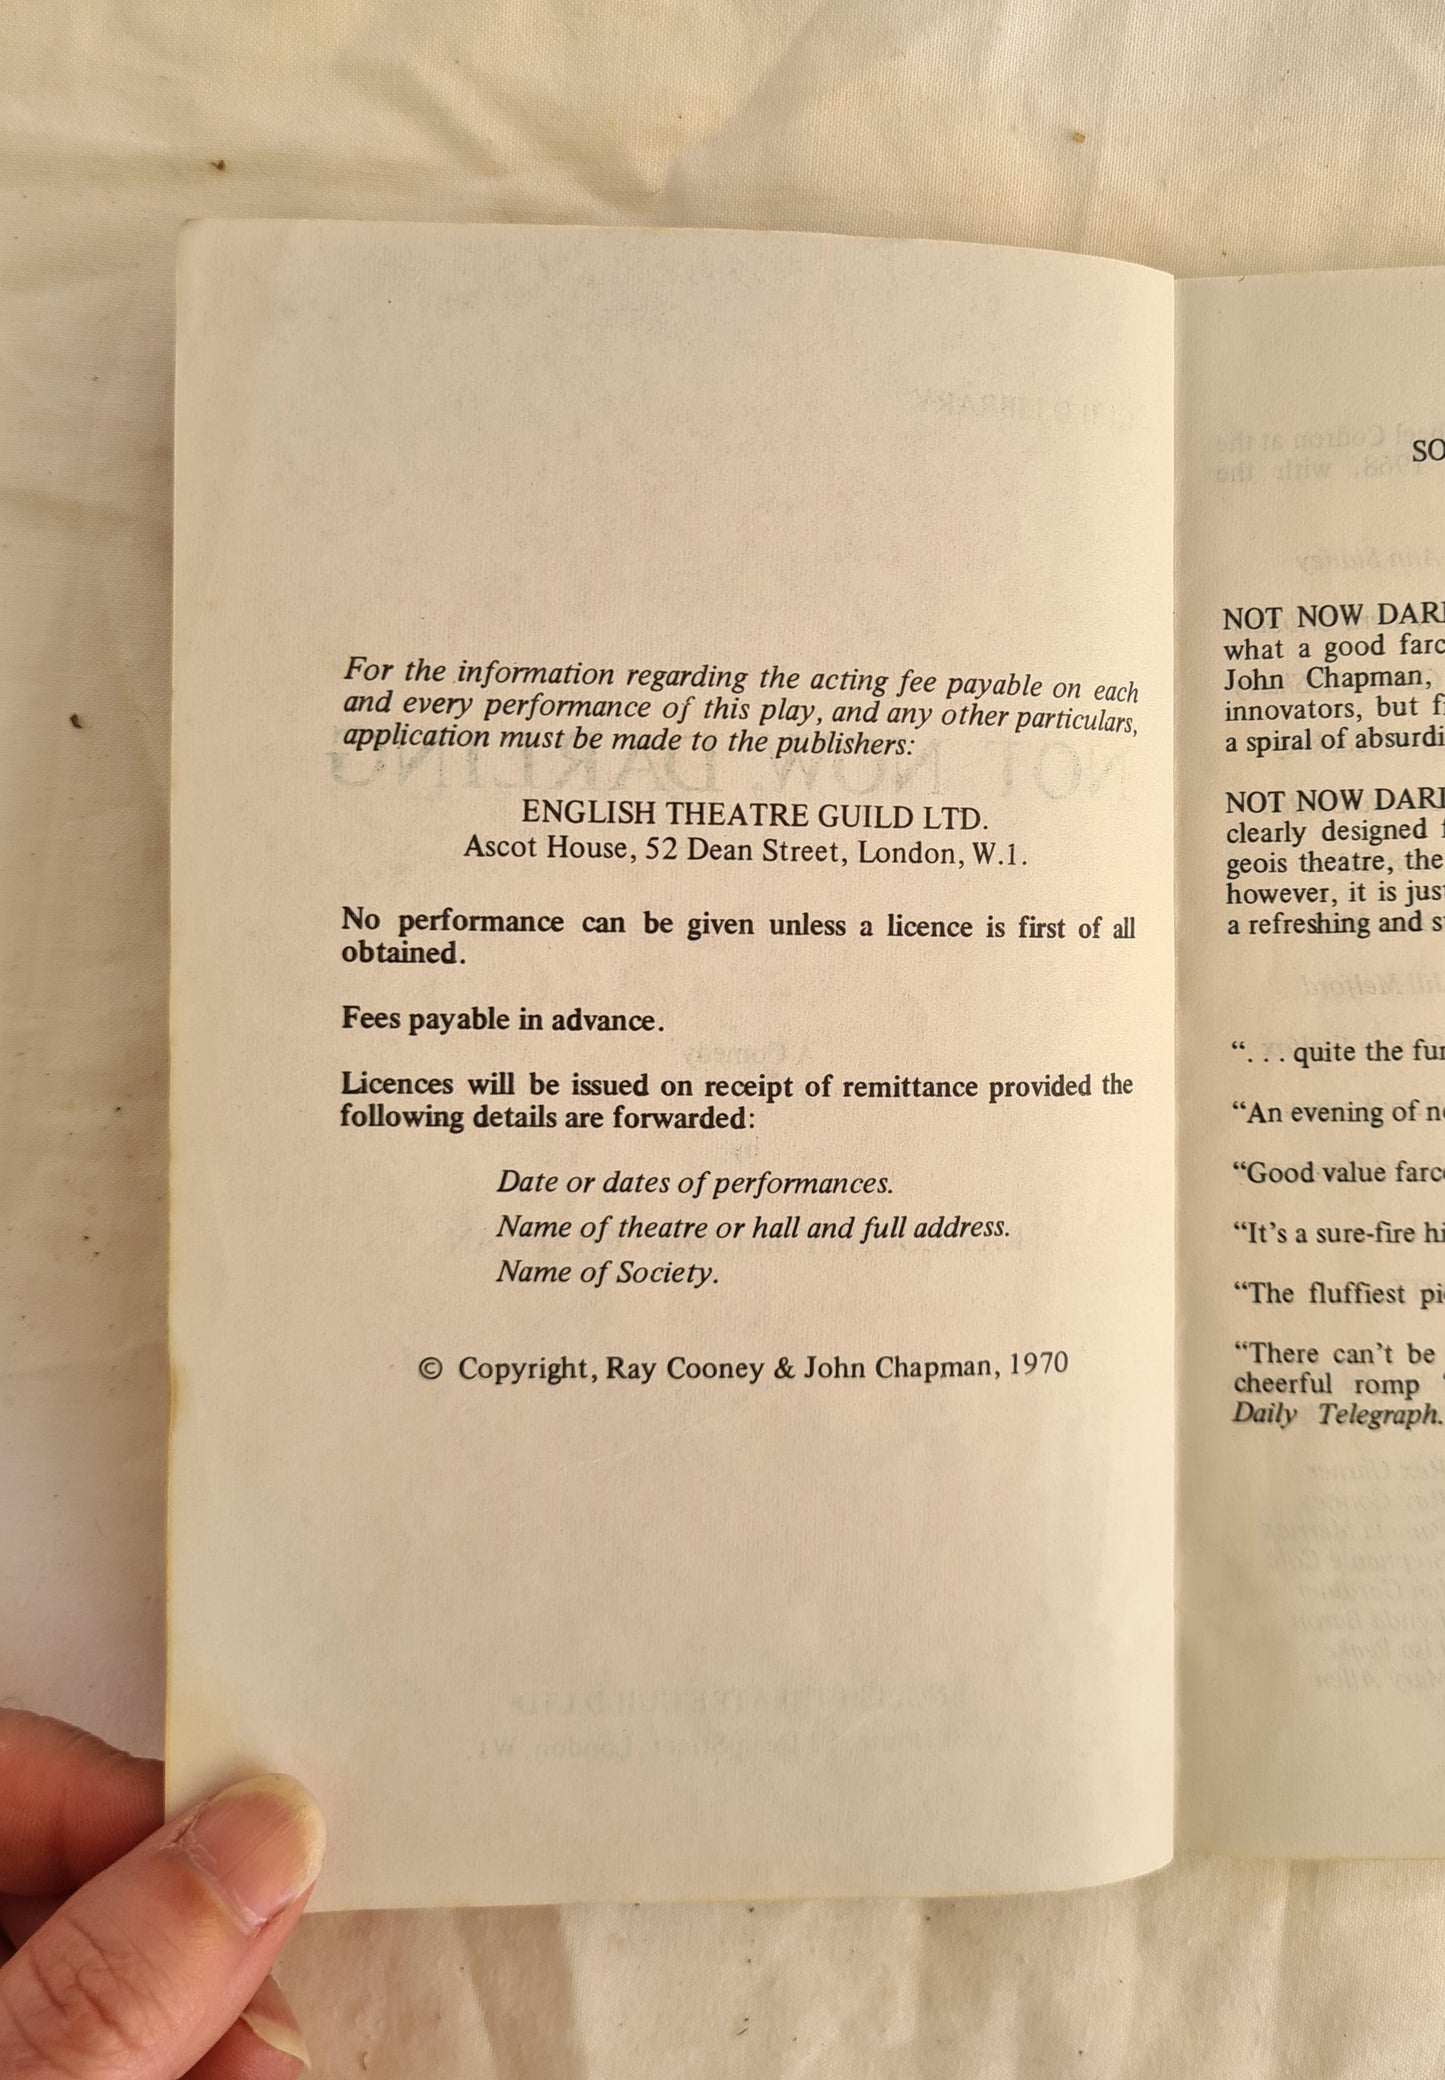 For the information regarding the acting fee payable on each
and every performance of this play, and any other particulars,
application must be made to the publishers:
ENGLISH THEATRE GUILD LTD.
Ascot House, 52 Dean Street, London, W.1.
No performance can be given unless a licence is first of all
obtained.
Fees payable in advance.
Licences will be issued on receipt of remittance provided the
following details are forwarded:
Date or dates of performances.
Name of theatre or hall and full address.
Name of Society.
© Copyright, Ray Cooney & John Chapman, 1970
SO
NOT NOW DARL
what a good farc
John Chapman,
innovators, but f
a spiral of absurdi
NOT NOW DARL
clearly designed f
geois theatre, the
however, it is jus
a refreshing and s
“. . . quite the fu
“An evening of n
“Good value farc
“It’s a sure-fire hi
“The fluffiest pi
“There can’t be
cheerful romp
Daily Telegraph.